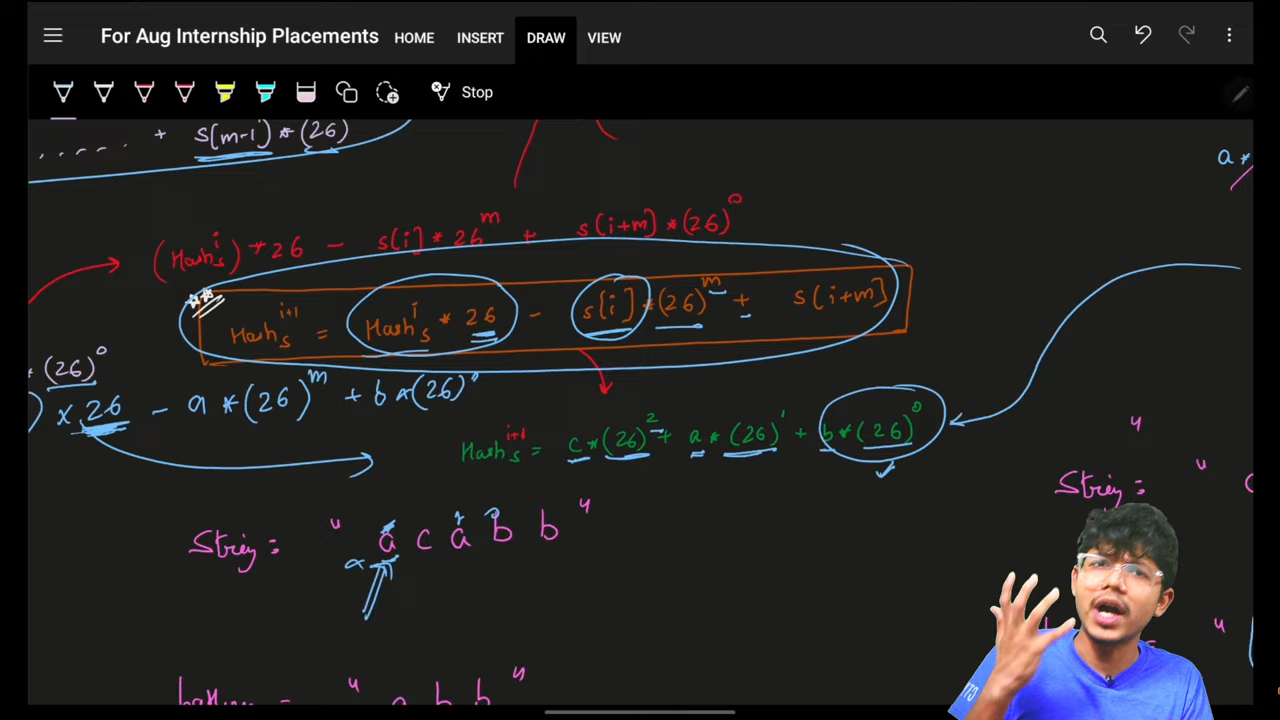 For Aug Internship Placements HOME INSERT DRAW VIEW
Stop
..... + s[m-1] * (26)
a *
(Hash_s^i) * 26 - s[i] * 26^m + s[i+m] * (26)^0
Hash_s^{i+1} = Hash_s^i * 26 - s[i] * (26)^m + s[i+m]
* (26)^0
) x 26 - a * (26)^m + b * (26)^0
Hash_s^{i+1} = c * (26)^2 + a * (26)^1 + b * (26)^0
String = " a c a b b "
String = "
= "
" a b b "